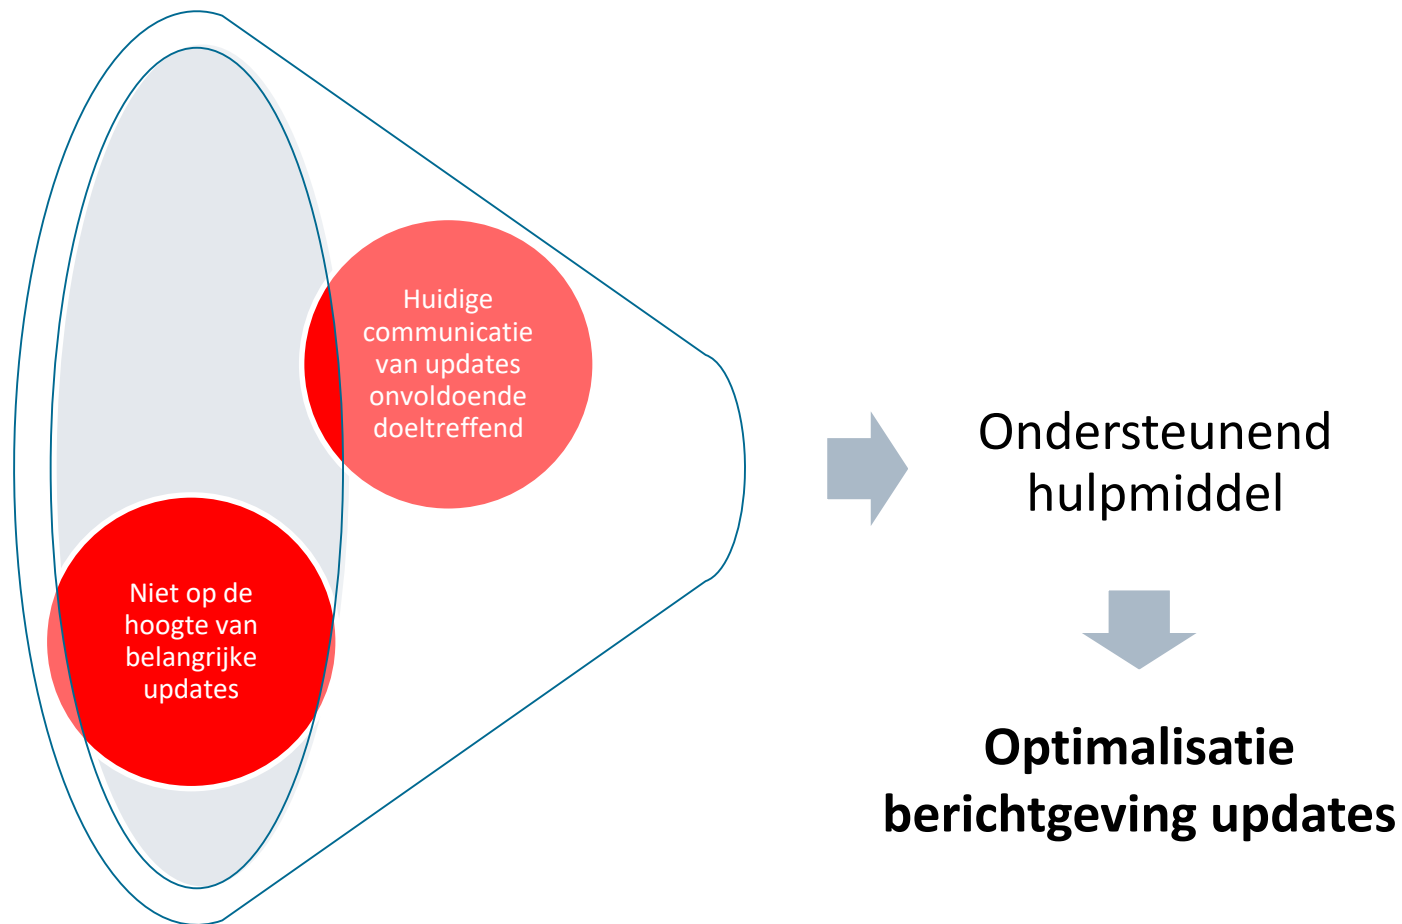 Huidige
communicatie
van updates
onvoldoende
doeltreffend
Niet op de
hoogte van
belangrijke
updates
Ondersteunend
hulpmiddel
Optimalisatie
berichtgeving updates